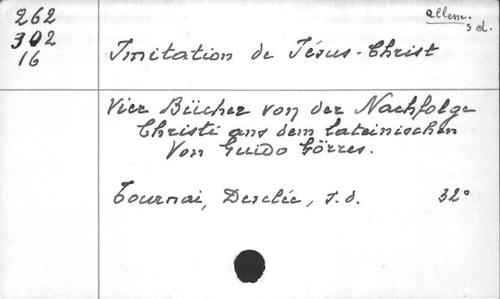 262
302
16
allem.
s d.
Imitation de Jésus-Christ
Vier Bücher von der Nachfolge
Christi aus dem lateinischen
Von Guido Görres.
Tournai, Desclée, s.d. 32°